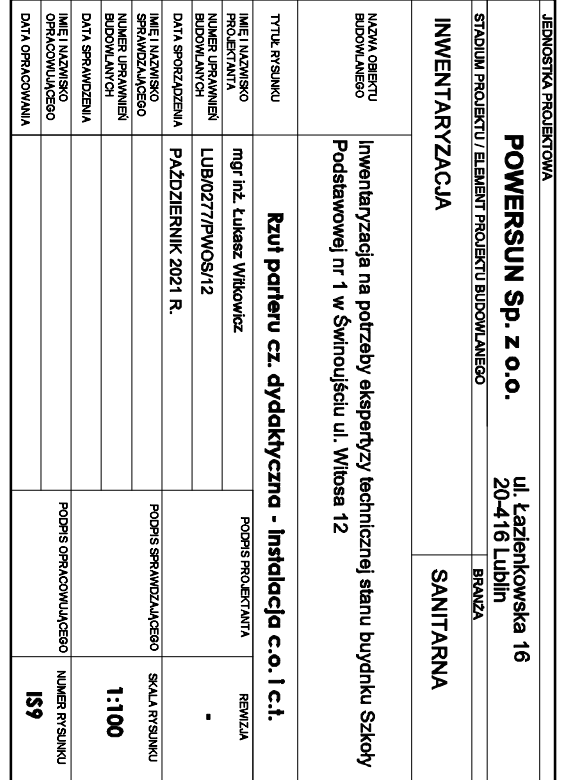 JEDNOSTKA PROJEKTOWA
POWERSUN Sp. z o.o.
ul. Łazienkowska 16
20-416 Lublin
STADIUM PROJEKTU / ELEMENT PROJEKTU BUDOWLANEGO
BRANŻA
INWENTARYZACJA
SANITARNA
NAZWA OBIEKTU
BUDOWLANEGO
Inwentaryzacja na potrzeby ekspertyzy technicznej stanu buydnku Szkoły
Podstawowej nr 1 w Świnoujściu ul. Witosa 12
TYTUŁ RYSUNKU
Rzut parteru cz. dydaktyczna - instalacja c.o. i c.t.
IMIĘ I NAZWISKO
PROJEKTANTA
mgr inż. Łukasz Witkowicz
PODPIS PROJEKTANTA
REWIZJA
NUMER UPRAWNIEŃ
BUDOWLANYCH
LUB/0277/PWOS/12
-
DATA SPORZĄDZENIA
PAŹDZIERNIK 2021 R.
IMIĘ I NAZWISKO
SPRAWDZAJĄCEGO
PODPIS SPRAWDZAJĄCEGO
SKALA RYSUNKU
NUMER UPRAWNIEŃ
BUDOWLANYCH
1:100
DATA SPRAWDZENIA
IMIĘ I NAZWISKO
OPRACOWUJĄCEGO
PODPIS OPRACOWUJĄCEGO
NUMER RYSUNKU
DATA OPRACOWANIA
IS9